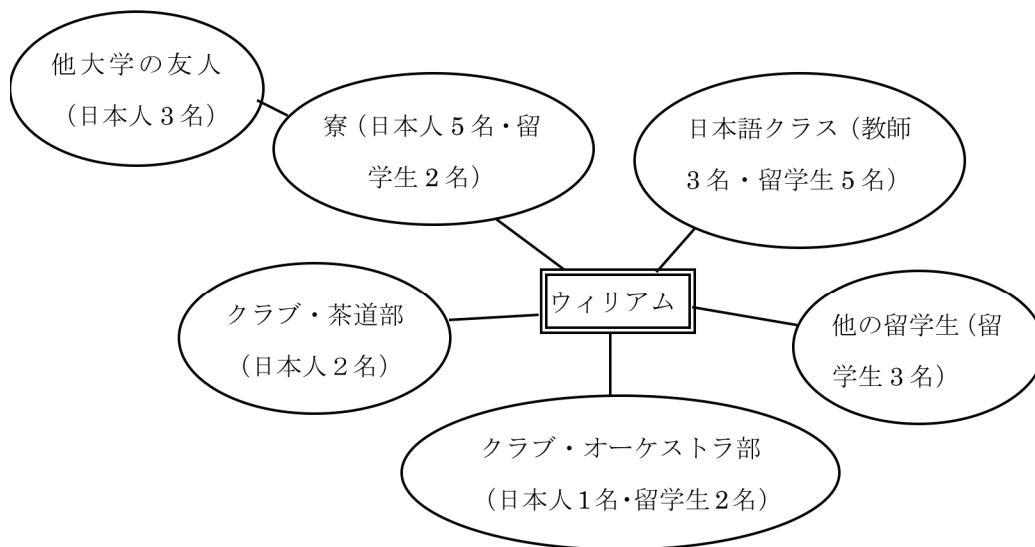 他大学の友人
（日本人3名）
寮（日本人5名・留
学生2名）
日本語クラス（教師
3名・留学生5名）
ウィリアム
クラブ・茶道部
（日本人2名）
他の留学生（留
学生3名）
クラブ・オーケストラ部
（日本人1名・留学生2名）